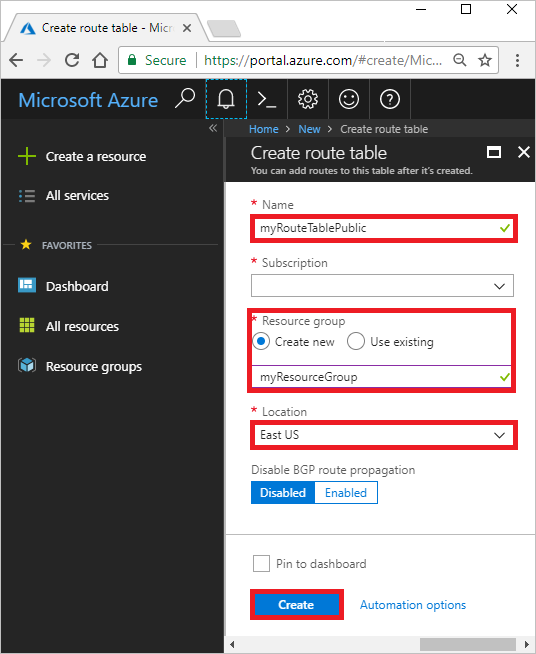 Create route table - Micr
Secure https://portal.azure.com/#create/Mic...
Microsoft Azure
Home > New > Create route table
Create a resource
All services
FAVORITES
Dashboard
All resources
Resource groups
Create route table
You can add routes to this table after it's created.
* Name
myRouteTablePublic
* Subscription
* Resource group
Create new Use existing
myResourceGroup
* Location
East US
Disable BGP route propagation
Disabled Enabled
Pin to dashboard
Create Automation options